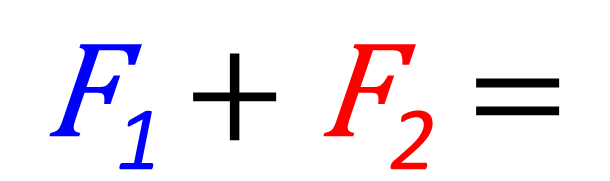 F₁ + F₂ =